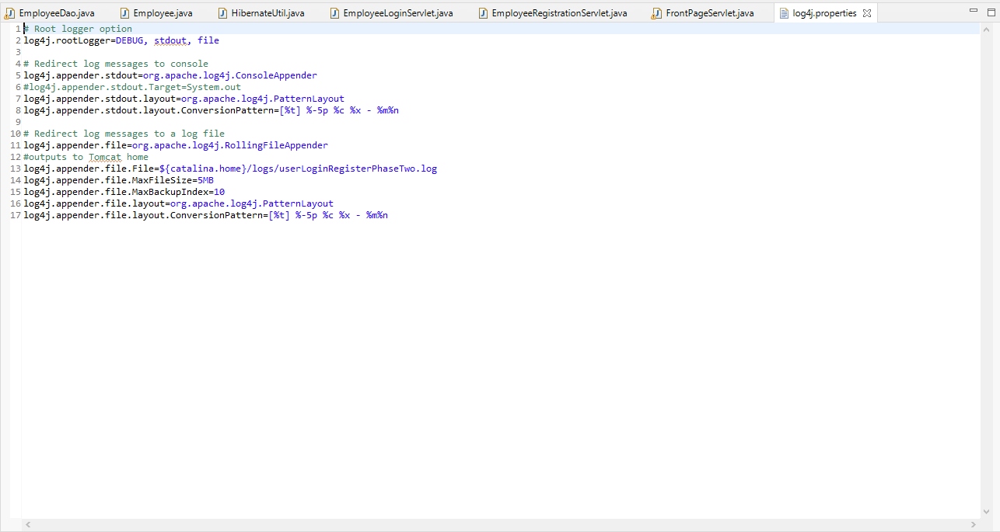 EmployeeDao.java Employee.java HibernateUtil.java EmployeeLoginServlet.java EmployeeRegistrationServlet.java FrontPageServlet.java log4j.properties
1 # Root logger option
2 log4j.rootLogger=DEBUG, stdout, file
3
4 # Redirect log messages to console
5 log4j.appender.stdout=org.apache.log4j.ConsoleAppender
6 #log4j.appender.stdout.Target=System.out
7 log4j.appender.stdout.layout=org.apache.log4j.PatternLayout
8 log4j.appender.stdout.layout.ConversionPattern=[%t] %-5p %c %x - %m%n
9
10 # Redirect log messages to a log file
11 log4j.appender.file=org.apache.log4j.RollingFileAppender
12 #outputs to Tomcat home
13 log4j.appender.file.File=${catalina.home}/logs/userLoginRegisterPhaseTwo.log
14 log4j.appender.file.MaxFileSize=5MB
15 log4j.appender.file.MaxBackupIndex=10
16 log4j.appender.file.layout=org.apache.log4j.PatternLayout
17 log4j.appender.file.layout.ConversionPattern=[%t] %-5p %c %x - %m%n